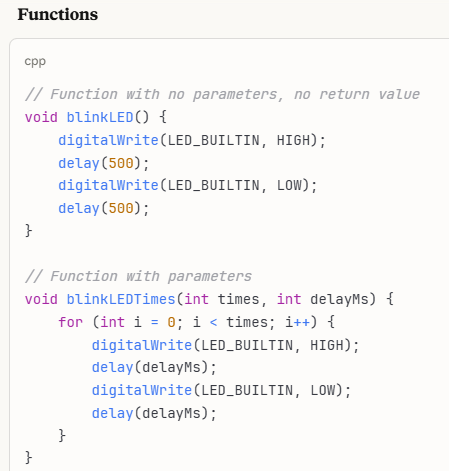 Functions
cpp
// Function with no parameters, no return value
void blinkLED() {
    digitalWrite(LED_BUILTIN, HIGH);
    delay(500);
    digitalWrite(LED_BUILTIN, LOW);
    delay(500);
}
// Function with parameters
void blinkLEDTimes(int times, int delayMs) {
    for (int i = 0; i < times; i++) {
        digitalWrite(LED_BUILTIN, HIGH);
        delay(delayMs);
        digitalWrite(LED_BUILTIN, LOW);
        delay(delayMs);
    }
}